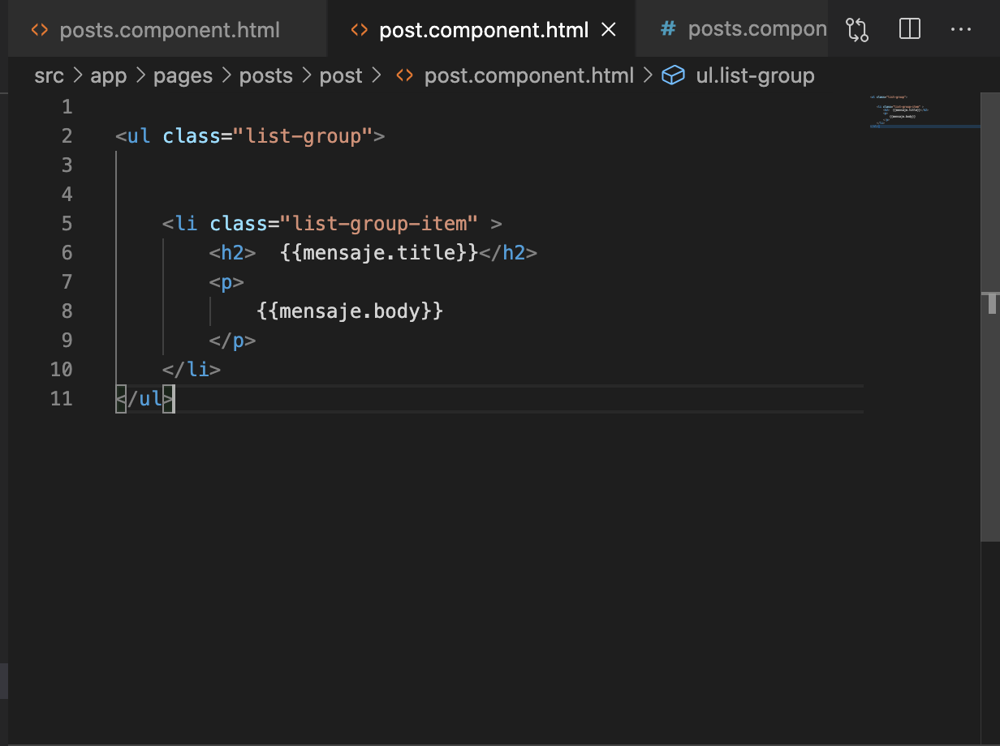 posts.component.html
post.component.html
posts.compon
src > app > pages > posts > post > post.component.html > ul.list-group
1
2 <ul class="list-group">
3
4
5 <li class="list-group-item" >
6 <h2>  {{mensaje.title}}</h2>
7 <p>
8 {{mensaje.body}}
9 </p>
10 </li>
11 </ul>